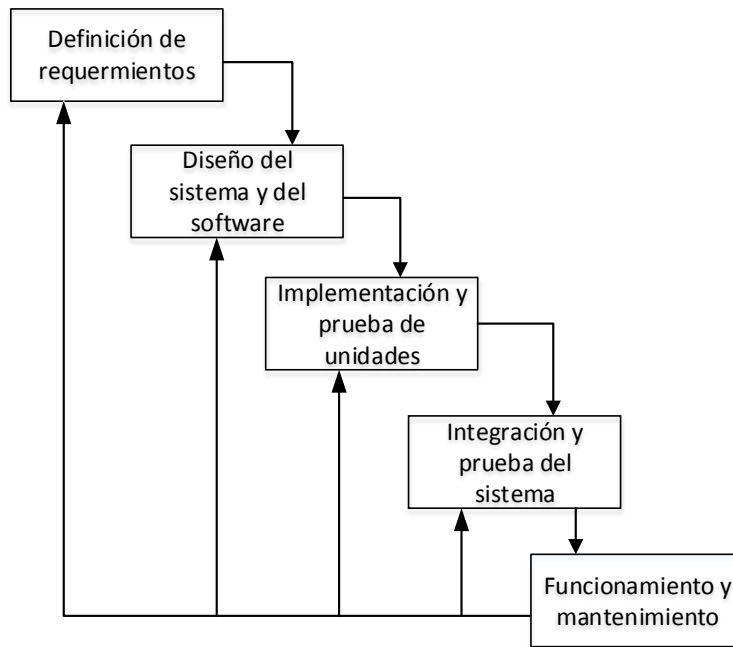 Definición de
requermientos
Diseño del
sistema y del
software
Implementación y
prueba de
unidades
Integración y
prueba del
sistema
Funcionamiento y
mantenimiento